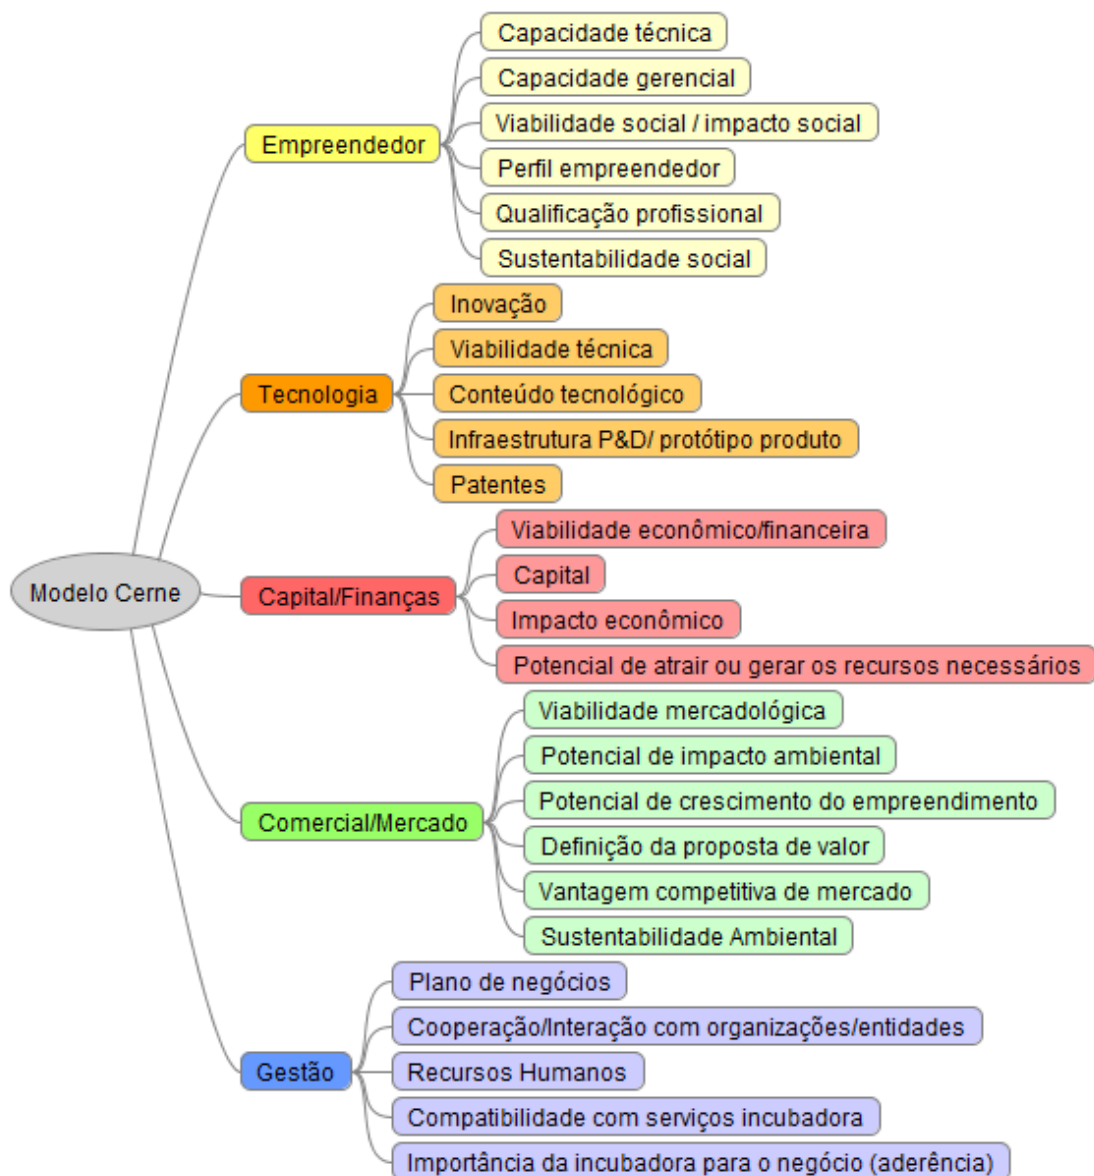 Capacidade técnica
Capacidade gerencial
Viabilidade social / impacto social
Empreendedor
Perfil empreendedor
Qualificação profissional
Sustentabilidade social
Inovação
Viabilidade técnica
Tecnologia
Conteúdo tecnológico
Infraestrutura P&D/ protótipo produto
Patentes
Viabilidade econômico/financeira
Capital
Modelo Cerne
Capital/Finanças
Impacto econômico
Potencial de atrair ou gerar os recursos necessários
Viabilidade mercadológica
Potencial de impacto ambiental
Potencial de crescimento do empreendimento
Comercial/Mercado
Definição da proposta de valor
Vantagem competitiva de mercado
Sustentabilidade Ambiental
Plano de negócios
Cooperação/Interação com organizações/entidades
Gestão
Recursos Humanos
Compatibilidade com serviços incubadora
Importância da incubadora para o negócio (aderência)